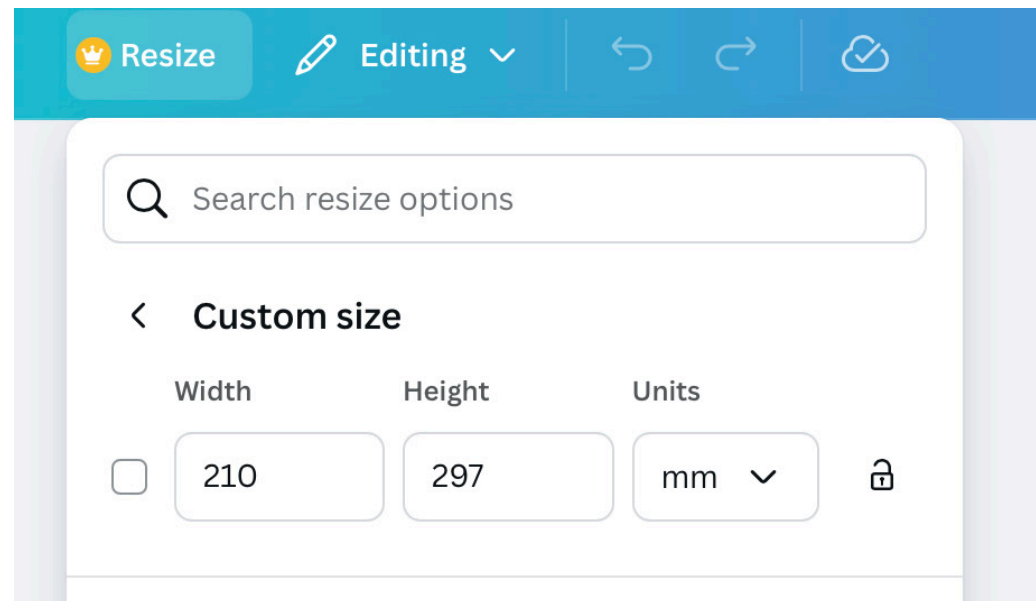 Resize Editing
Search resize options
Custom size
Width Height Units
210 297 mm